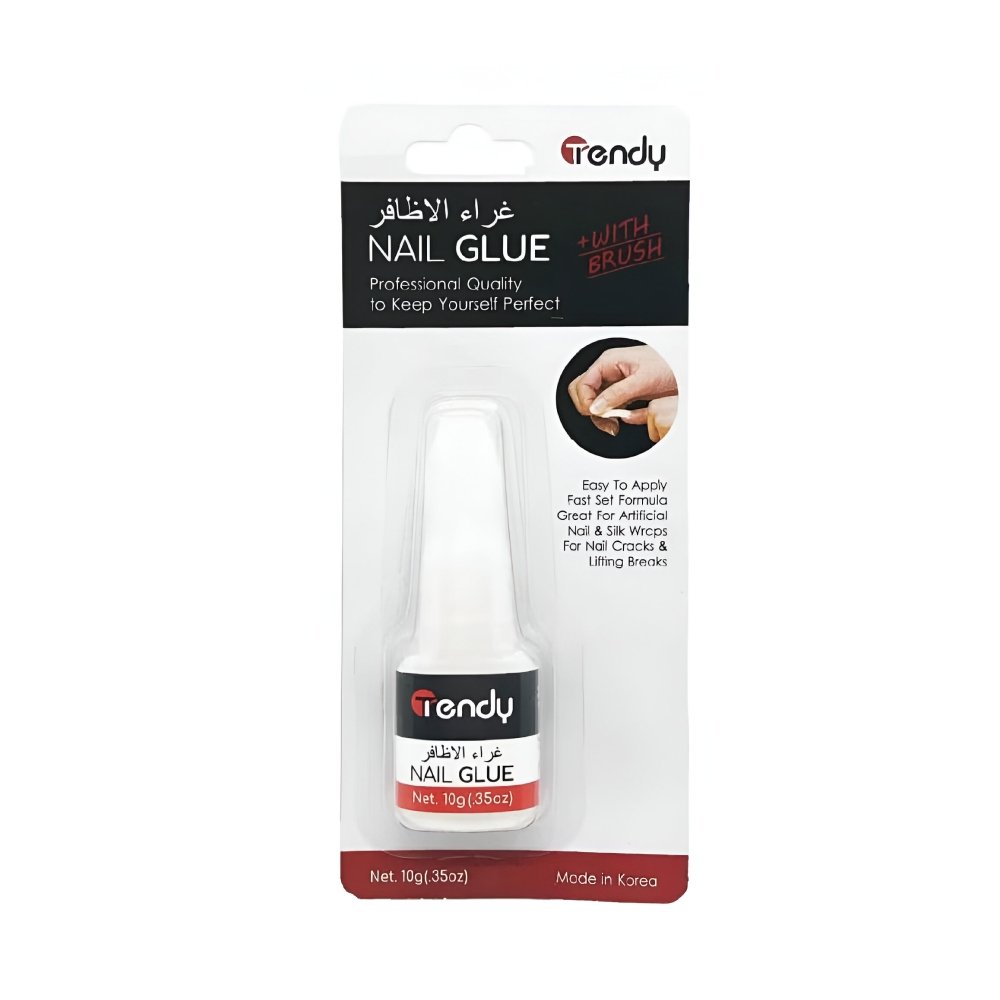 Trendy
غراء الاظافر
NAIL GLUE
+WITH
BRUSH
Professional Quality
to Keep Yourself Perfect
Easy To Apply
Fast Set Formula
Great For Artificial
Nail & Silk Wraps
For Nail Cracks &
Lifting Breaks
Trendy
غراء الاظافر
NAIL GLUE
Net. 10g(.35oz)
Net. 10g(.35oz)
Made in Korea